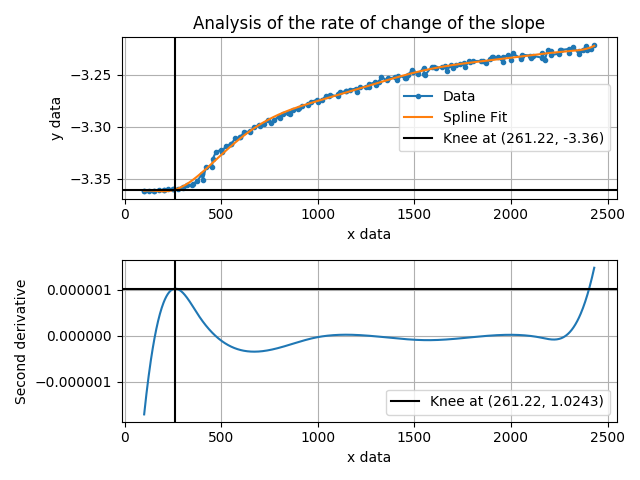 Analysis of the rate of change of the slope
y data
−3.25
−3.30
−3.35
Data
Spline Fit
Knee at (261.22, -3.36)
0
500
1000
1500
2000
2500
x data
Second derivative
0.000001
0.000000
−0.000001
Knee at (261.22, 1.0243)
0
500
1000
1500
2000
2500
x data